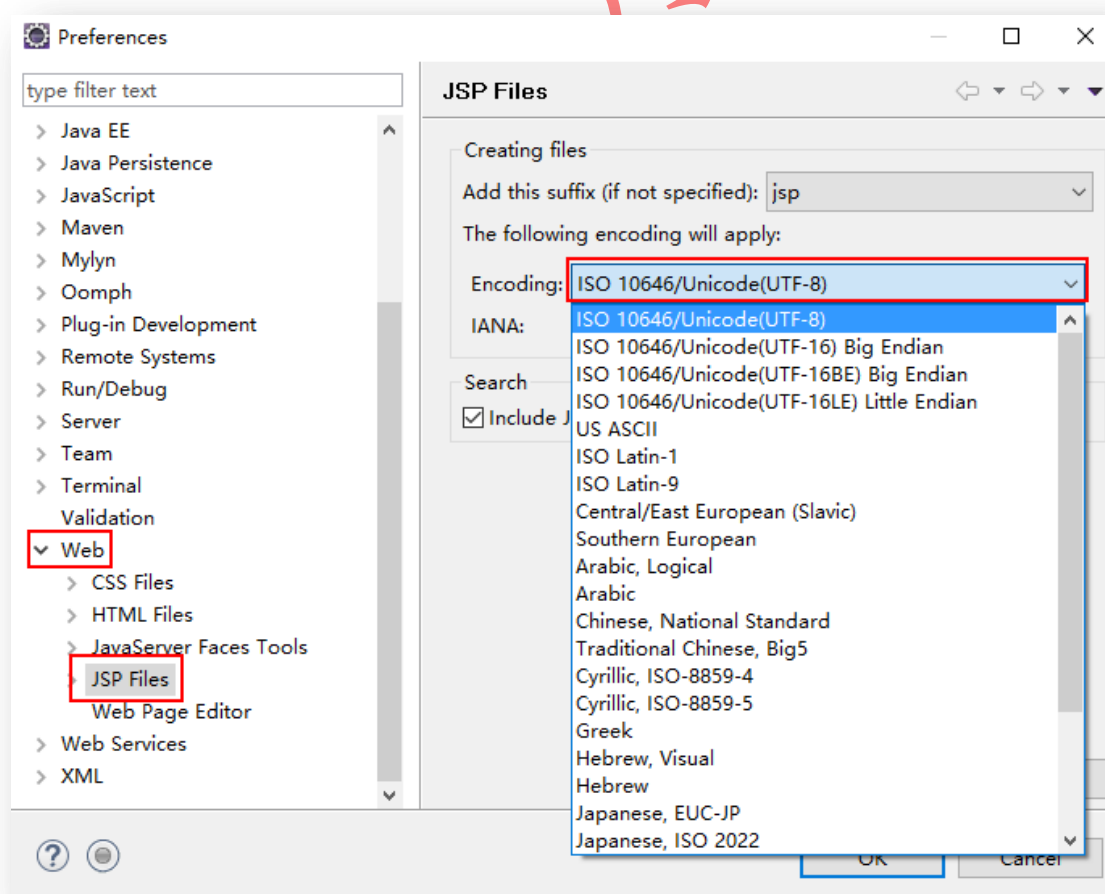 Preferences
type filter text
Java EE
Java Persistence
JavaScript
Maven
Mylyn
Oomph
Plug-in Development
Remote Systems
Run/Debug
Server
Team
Terminal
Validation
Web
CSS Files
HTML Files
JavaServer Faces Tools
JSP Files
Web Page Editor
Web Services
XML
JSP Files
Creating files
Add this suffix (if not specified): jsp
The following encoding will apply:
Encoding: ISO 10646/Unicode(UTF-8)
IANA:
Search
Include J
ISO 10646/Unicode(UTF-8)
ISO 10646/Unicode(UTF-16) Big Endian
ISO 10646/Unicode(UTF-16BE) Big Endian
ISO 10646/Unicode(UTF-16LE) Little Endian
US ASCII
ISO Latin-1
ISO Latin-9
Central/East European (Slavic)
Southern European
Arabic, Logical
Arabic
Chinese, National Standard
Traditional Chinese, Big5
Cyrillic, ISO-8859-4
Cyrillic, ISO-8859-5
Greek
Hebrew, Visual
Hebrew
Japanese, EUC-JP
Japanese, ISO 2022
OK
Cancel